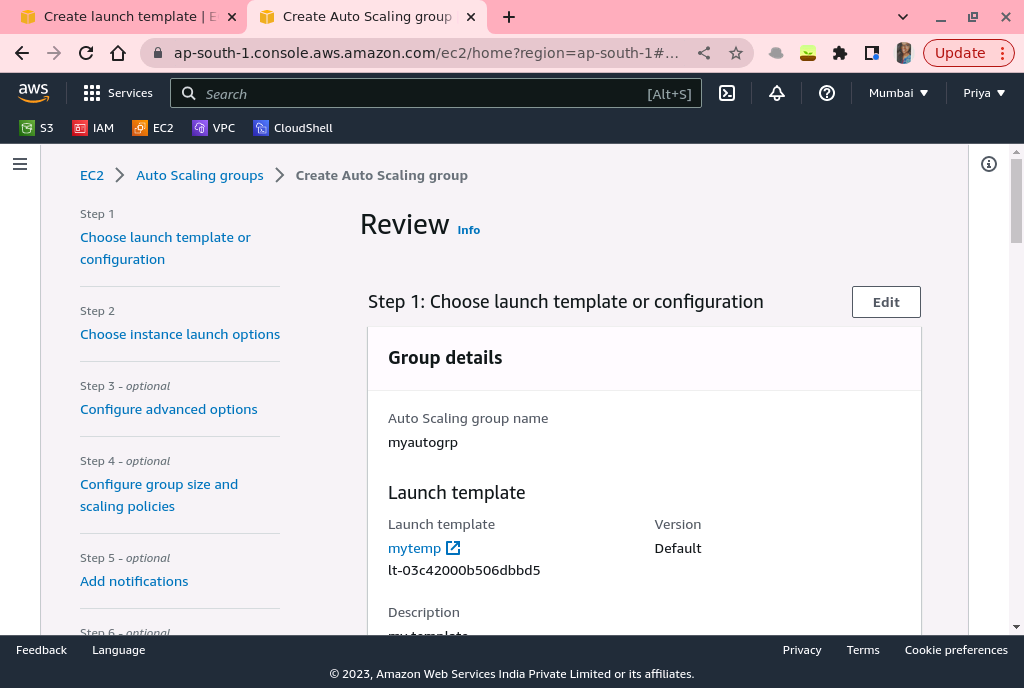 Create launch template | E
Create Auto Scaling group
ap-south-1.console.aws.amazon.com/ec2/home?region=ap-south-1#...
Update
aws
Services
Search
[Alt+S]
Mumbai
Priya
S3
IAM
EC2
VPC
CloudShell
EC2
Auto Scaling groups
Create Auto Scaling group
Step 1
Choose launch template or
configuration
Step 2
Choose instance launch options
Step 3 - optional
Configure advanced options
Step 4 - optional
Configure group size and
scaling policies
Step 5 - optional
Add notifications
Step 6 - optional
Review Info
Step 1: Choose launch template or configuration
Edit
Group details
Auto Scaling group name
myautogrp
Launch template
Launch template
mytemp
lt-03c42000b506dbbd5
Version
Default
Description
my template
Feedback
Language
Privacy
Terms
Cookie preferences
© 2023, Amazon Web Services India Private Limited or its affiliates.